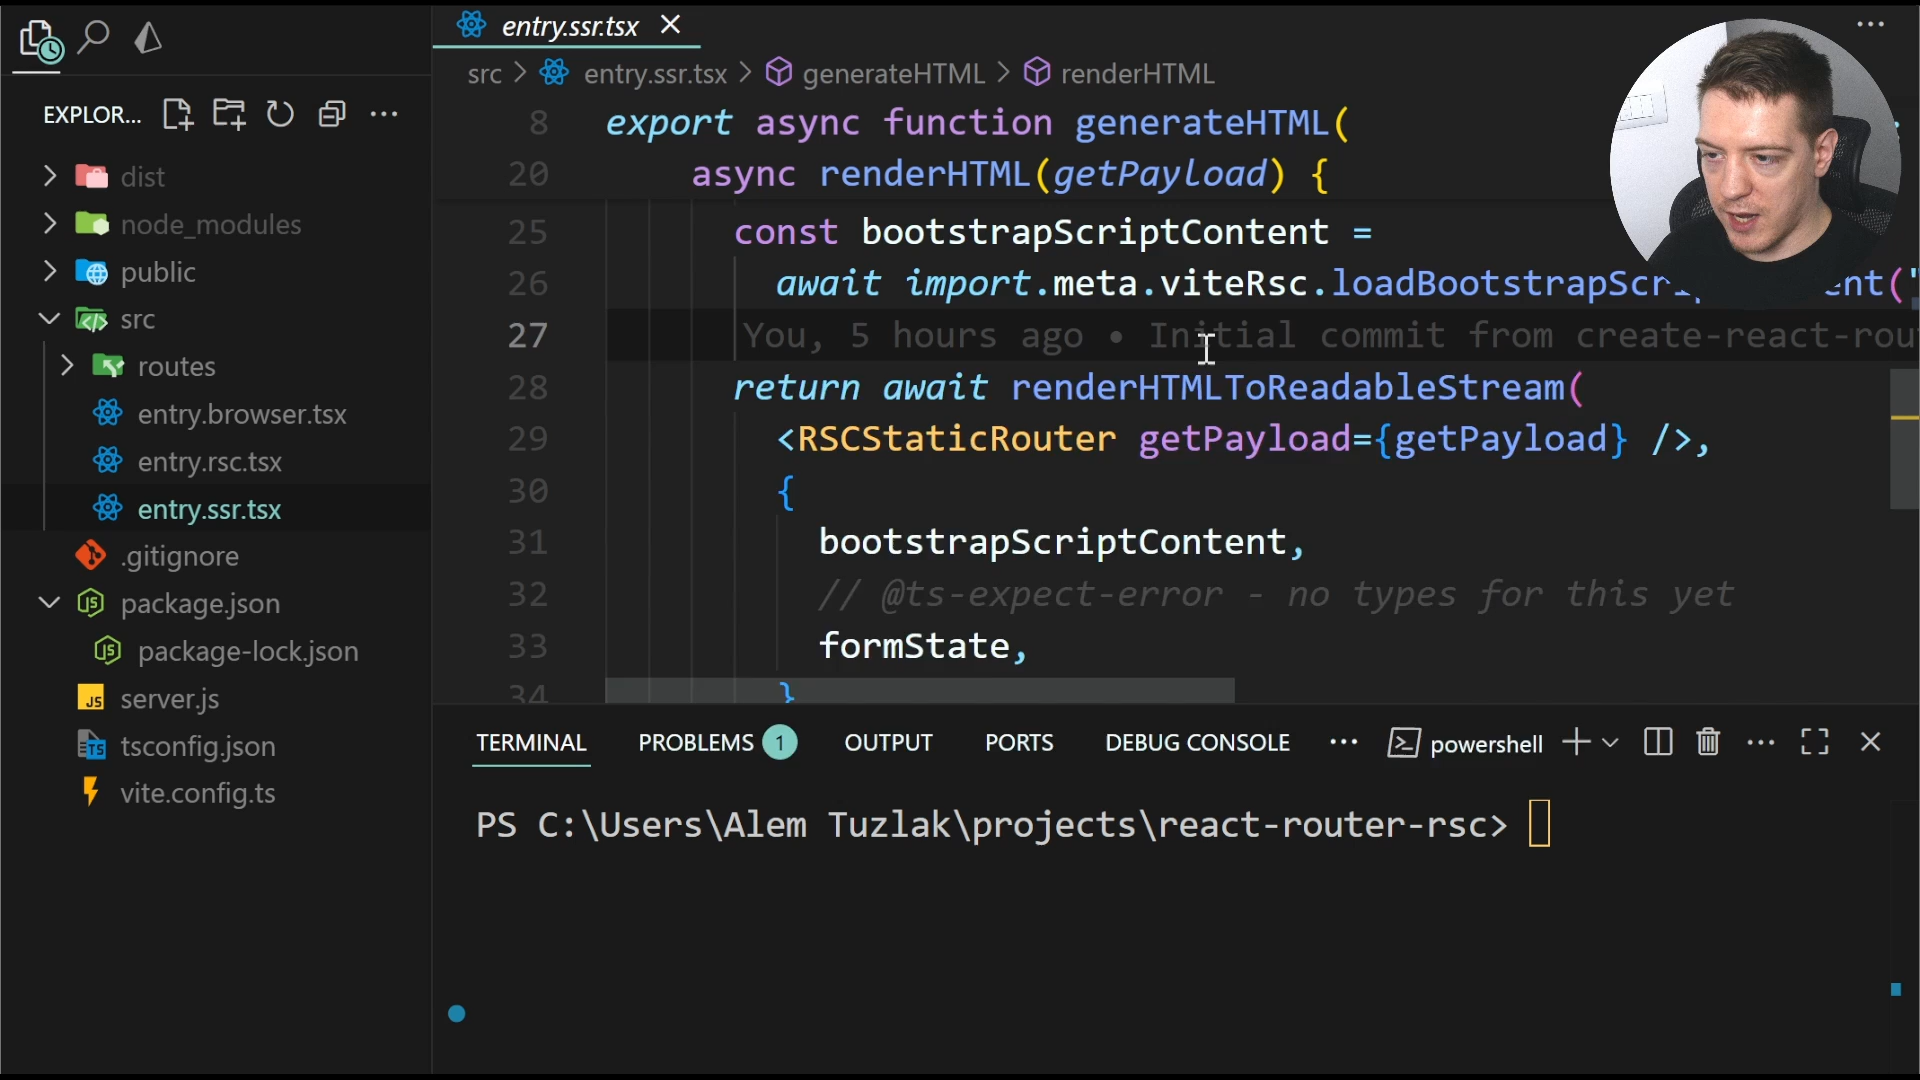 entry.ssr.tsx
src > entry.ssr.tsx > generateHTML > renderHTML
EXPLOR...
dist
node_modules
public
src
routes
entry.browser.tsx
entry.rsc.tsx
entry.ssr.tsx
.gitignore
package.json
package-lock.json
server.js
tsconfig.json
vite.config.ts
8 export async function generateHTML(
20 async renderHTML(getPayload) {
25 const bootstrapScriptContent =
26 await import.meta.viteRsc.loadBootstrapScri nt("
27 You, 5 hours ago • Initial commit from create-react-rou
28 return await renderHTMLToReadableStream(
29 <RSCStaticRouter getPayload={getPayload} />,
30 {
31 bootstrapScriptContent,
32 // @ts-expect-error - no types for this yet
33 formState,
34 }
TERMINAL PROBLEMS 1 OUTPUT PORTS DEBUG CONSOLE powershell
PS C:\Users\Alem Tuzlak\projects\react-router-rsc>